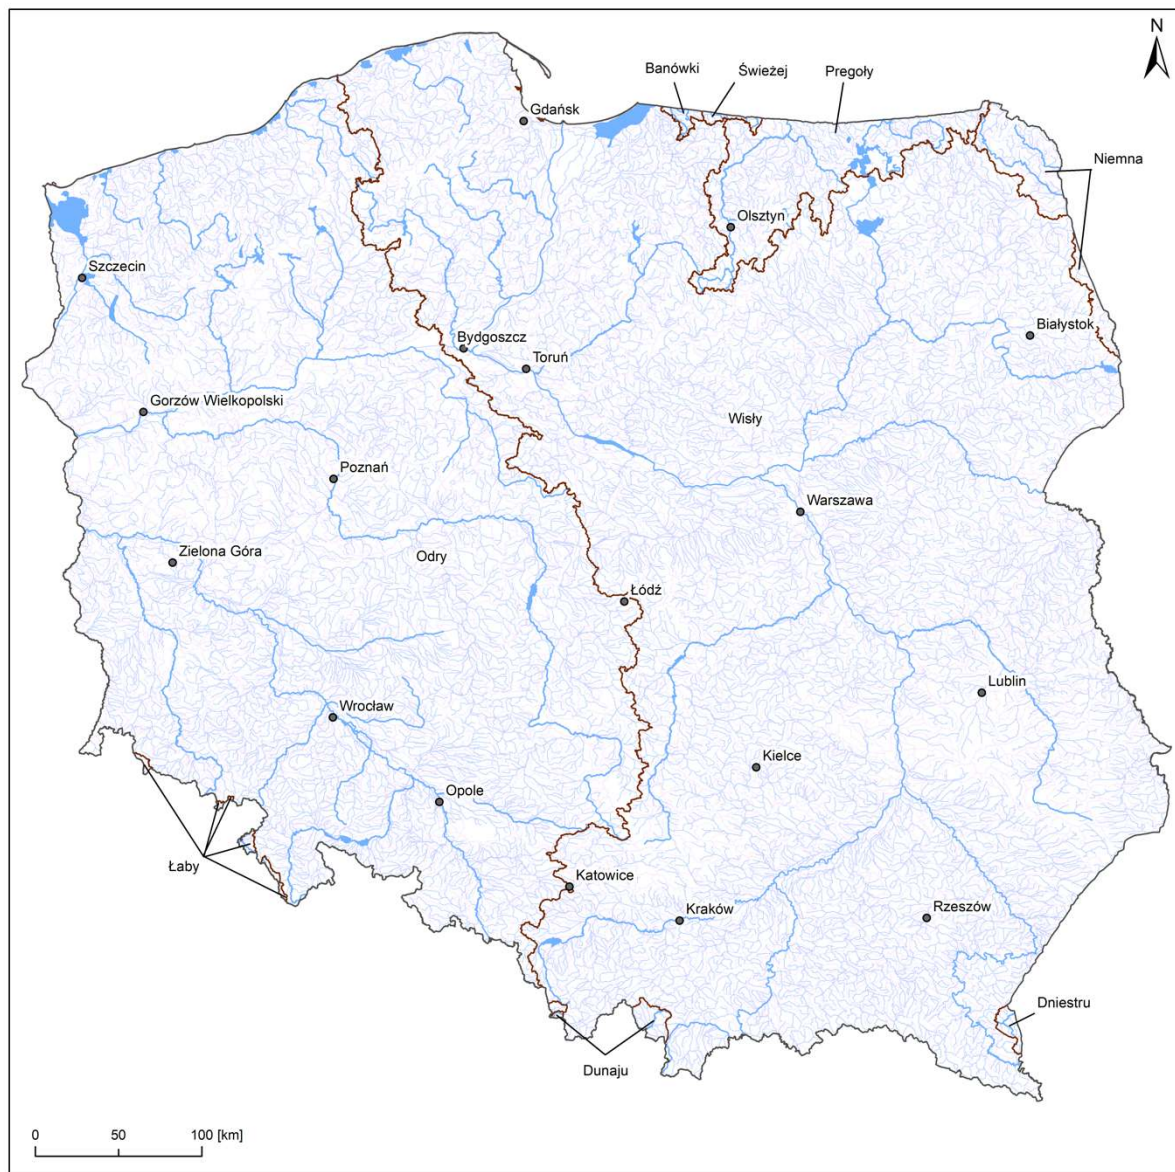 N
Banówki
Świeżej
Pregoły
Gdańsk
Niemna
Olsztyn
Szczecin
Białystok
Bydgoszcz
Toruń
Gorzów Wielkopolski
Wisły
Poznań
Warszawa
Zielona Góra
Odry
Łódź
Lublin
Wrocław
Kielce
Opole
Łaby
Katowice
Kraków
Rzeszów
Dniestru
Dunaju
0 50 100 [km]